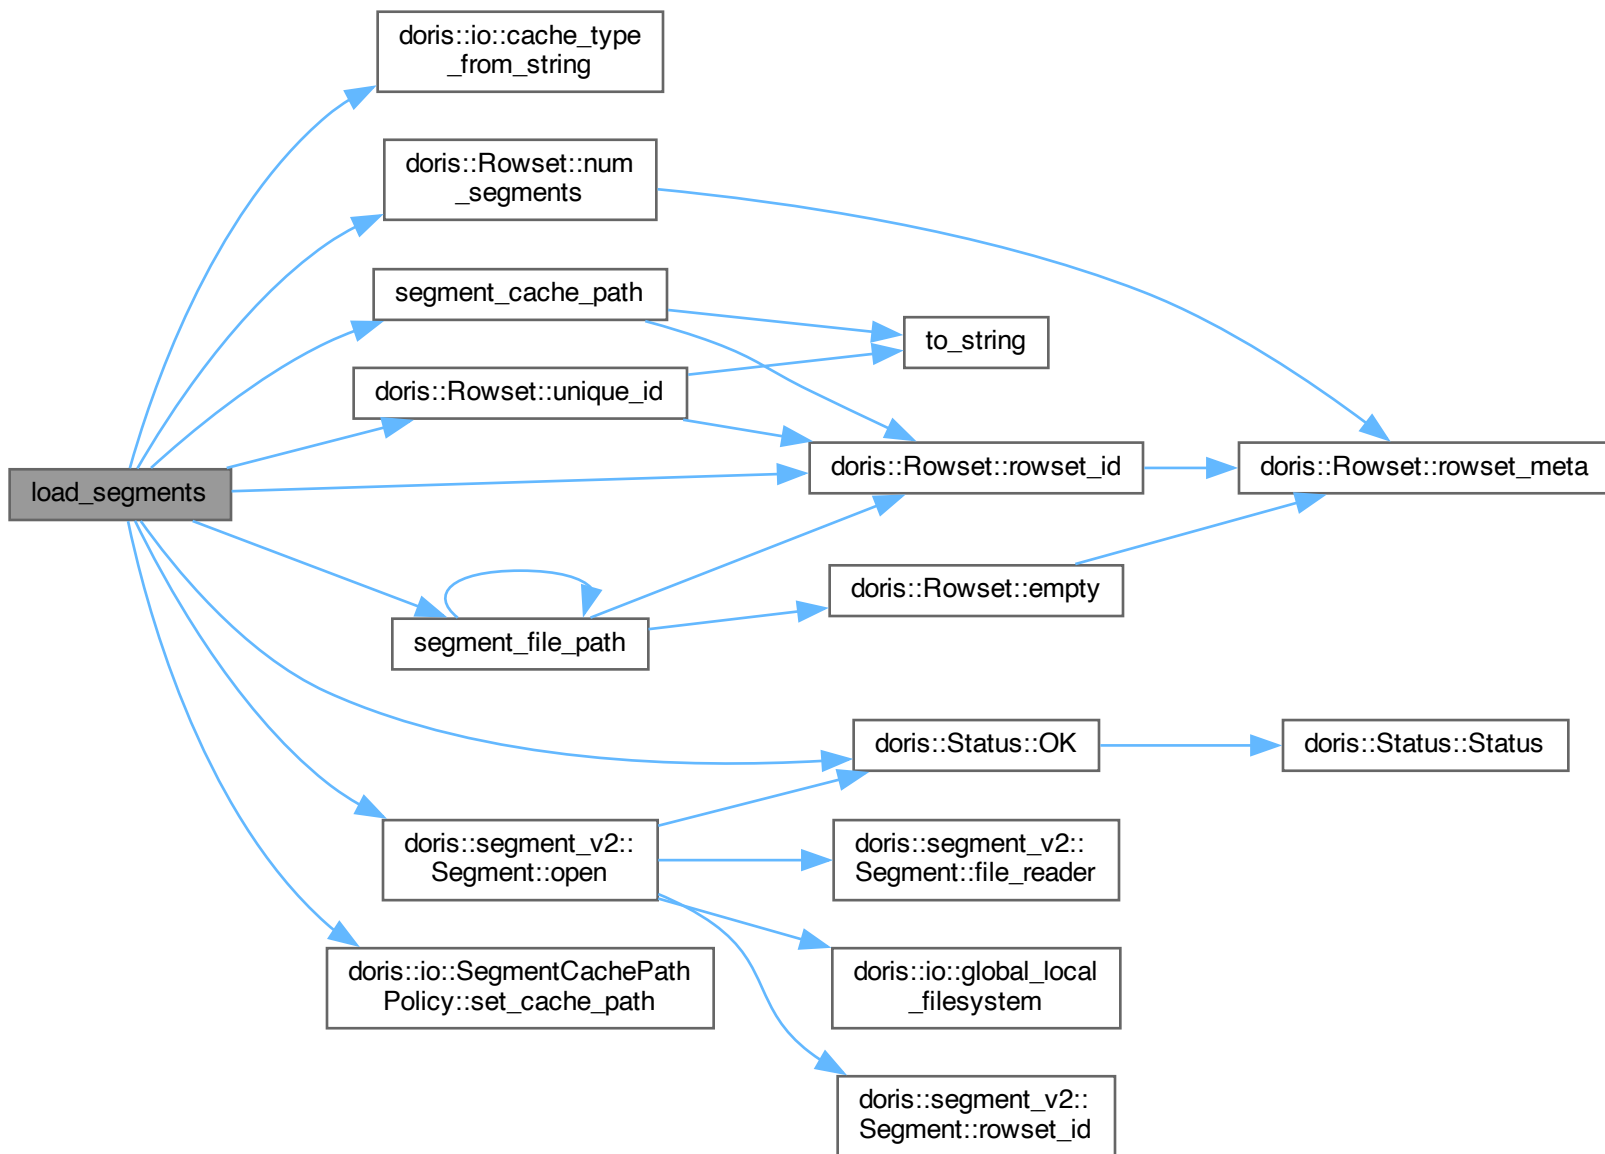 doris::io::cache_type
_from_string
doris::Rowset::num
_segments
segment_cache_path
to_string
doris::Rowset::unique_id
doris::Rowset::rowset_id
doris::Rowset::rowset_meta
load_segments
doris::Rowset::empty
segment_file_path
doris::Status::OK
doris::Status::Status
doris::segment_v2::
Segment::open
doris::segment_v2::
Segment::file_reader
doris::io::SegmentCachePath
Policy::set_cache_path
doris::io::global_local
_filesystem
doris::segment_v2::
Segment::rowset_id